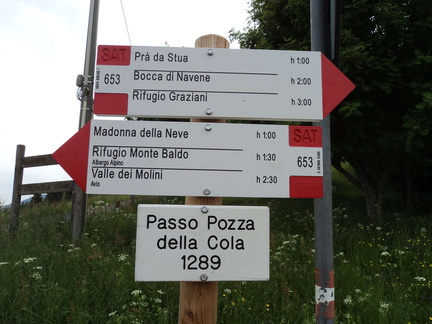 SAT
653
Prà da Stua h 1:00
Bocca di Navene h 2:00
Rifugio Graziani h 3:00
Madonna della Neve h 1:00
Rifugio Monte Baldo h 1:30
Albergo Alpino
Valle dei Molini h 2:30
Avio
SAT
653
Passo Pozza
della Cola
1289